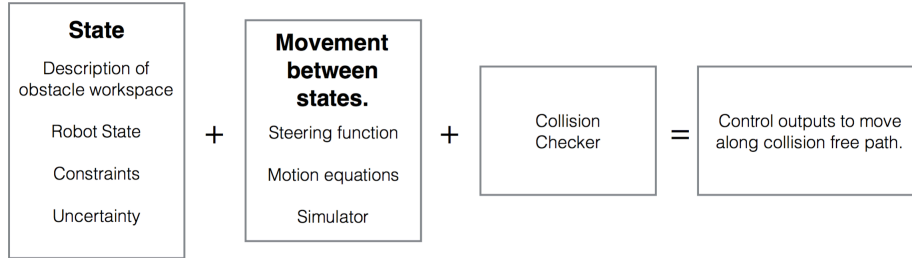 State
Description of
obstacle workspace
Robot State
Constraints
Uncertainty
+
Movement
between
states.
Steering function
Motion equations
Simulator
+
Collision
Checker
=
Control outputs to move
along collision free path.